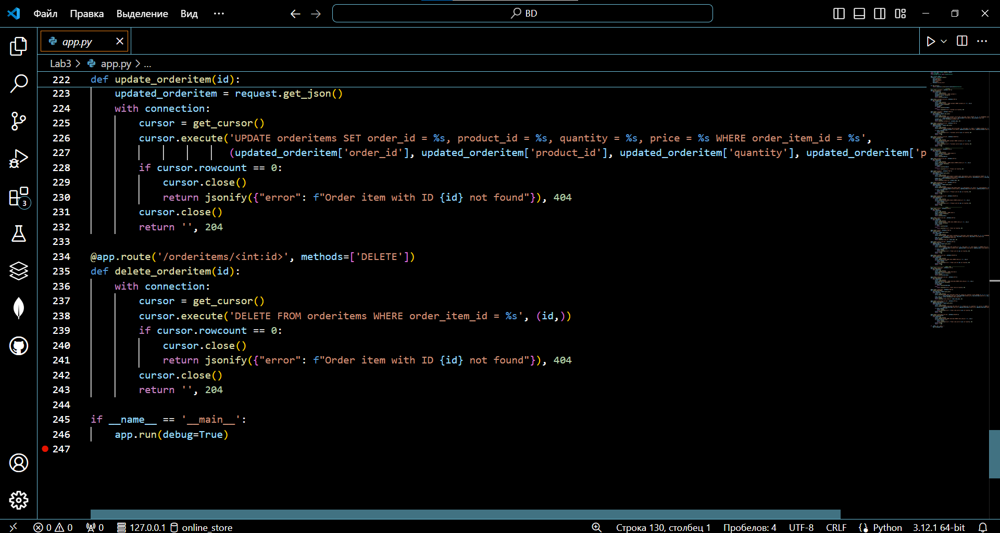 Файл Правка Выделение Вид ··· BD
app.py
Lab3 > app.py > ...
222 def update_orderitem(id):
223 updated_orderitem = request.get_json()
224 with connection:
225 cursor = get_cursor()
226 cursor.execute('UPDATE orderitems SET order_id = %s, product_id = %s, quantity = %s, price = %s WHERE order_item_id = %s',
227 (updated_orderitem['order_id'], updated_orderitem['product_id'], updated_orderitem['quantity'], updated_orderitem['p
228 if cursor.rowcount == 0:
229 cursor.close()
230 return jsonify({"error": f"Order item with ID {id} not found"}), 404
231 cursor.close()
232 return '', 204
233
234 @app.route('/orderitems/<int:id>', methods=['DELETE'])
235 def delete_orderitem(id):
236 with connection:
237 cursor = get_cursor()
238 cursor.execute('DELETE FROM orderitems WHERE order_item_id = %s', (id,))
239 if cursor.rowcount == 0:
240 cursor.close()
241 return jsonify({"error": f"Order item with ID {id} not found"}), 404
242 cursor.close()
243 return '', 204
244
245 if __name__ == '__main__':
246 app.run(debug=True)
247
3
0 0 0 127.0.0.1 online_store Строка 130, столбец 1 Пробелов: 4 UTF-8 CRLF Python 3.12.1 64-bit